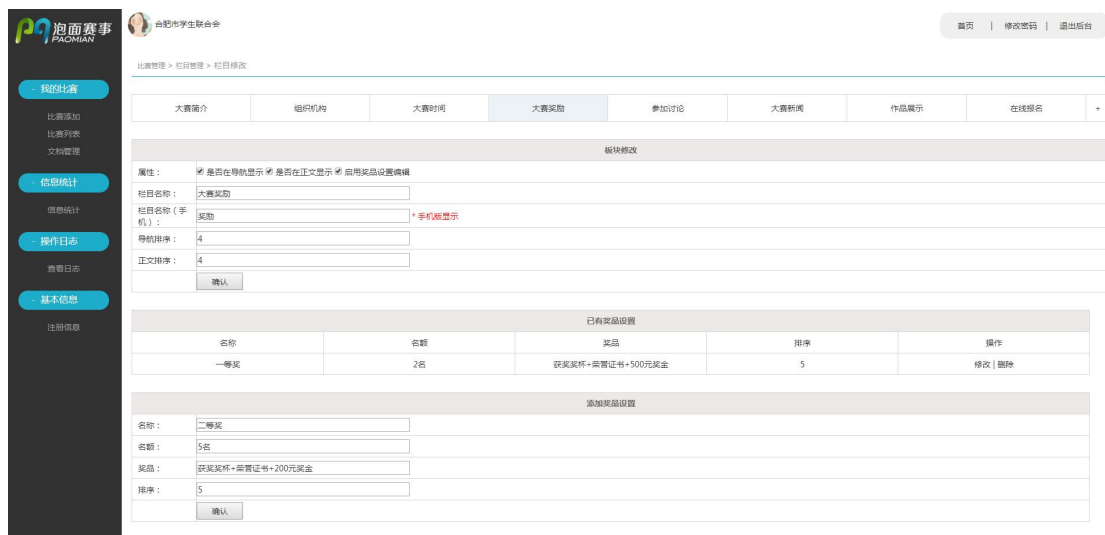 泡面赛事
PAOMIAN
合肥市学生联合会
首页 | 修改密码 | 退出后台
比赛管理 > 栏目管理 > 栏目修改
- 我的比赛
比赛添加
比赛列表
文档管理
- 信息统计
信息统计
- 操作日志
查看日志
- 基本信息
注册信息
大赛简介 组织机构 大赛时间 大赛奖励 参加讨论 大赛新闻 作品展示 在线报名 +
板块修改
属性： 是否在导航显示 是否在正文显示 启用奖品设置编辑
栏目名称： 大赛奖励
栏目名称（手
机）： 奖励 * 手机版显示
导航排序： 4
正文排序： 4
确认
已有奖品设置
名称 名额 奖品 排序 操作
一等奖 2名 获奖奖杯+荣誉证书+500元奖金 5 修改 | 删除
添加奖品设置
名称： 二等奖
名额： 5名
奖品： 获奖奖杯+荣誉证书+200元奖金
排序： 5
确认